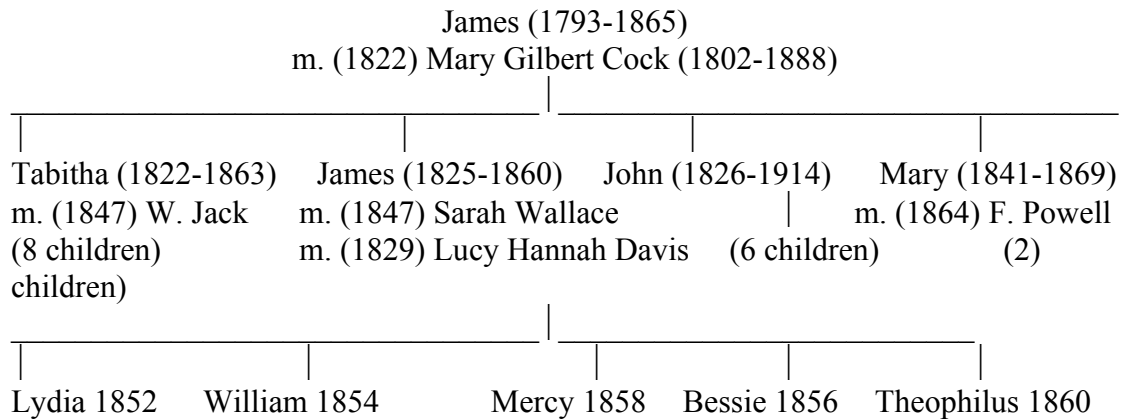 James (1793-1865)
m. (1822) Mary Gilbert Cock (1802-1888)
Tabitha (1822-1863) James (1825-1860) John (1826-1914) Mary (1841-1869)
m. (1847) W. Jack m. (1847) Sarah Wallace m. (1864) F. Powell
(8 children) m. (1829) Lucy Hannah Davis (6 children) (2)
children)
Lydia 1852 William 1854 Mercy 1858 Bessie 1856 Theophilus 1860